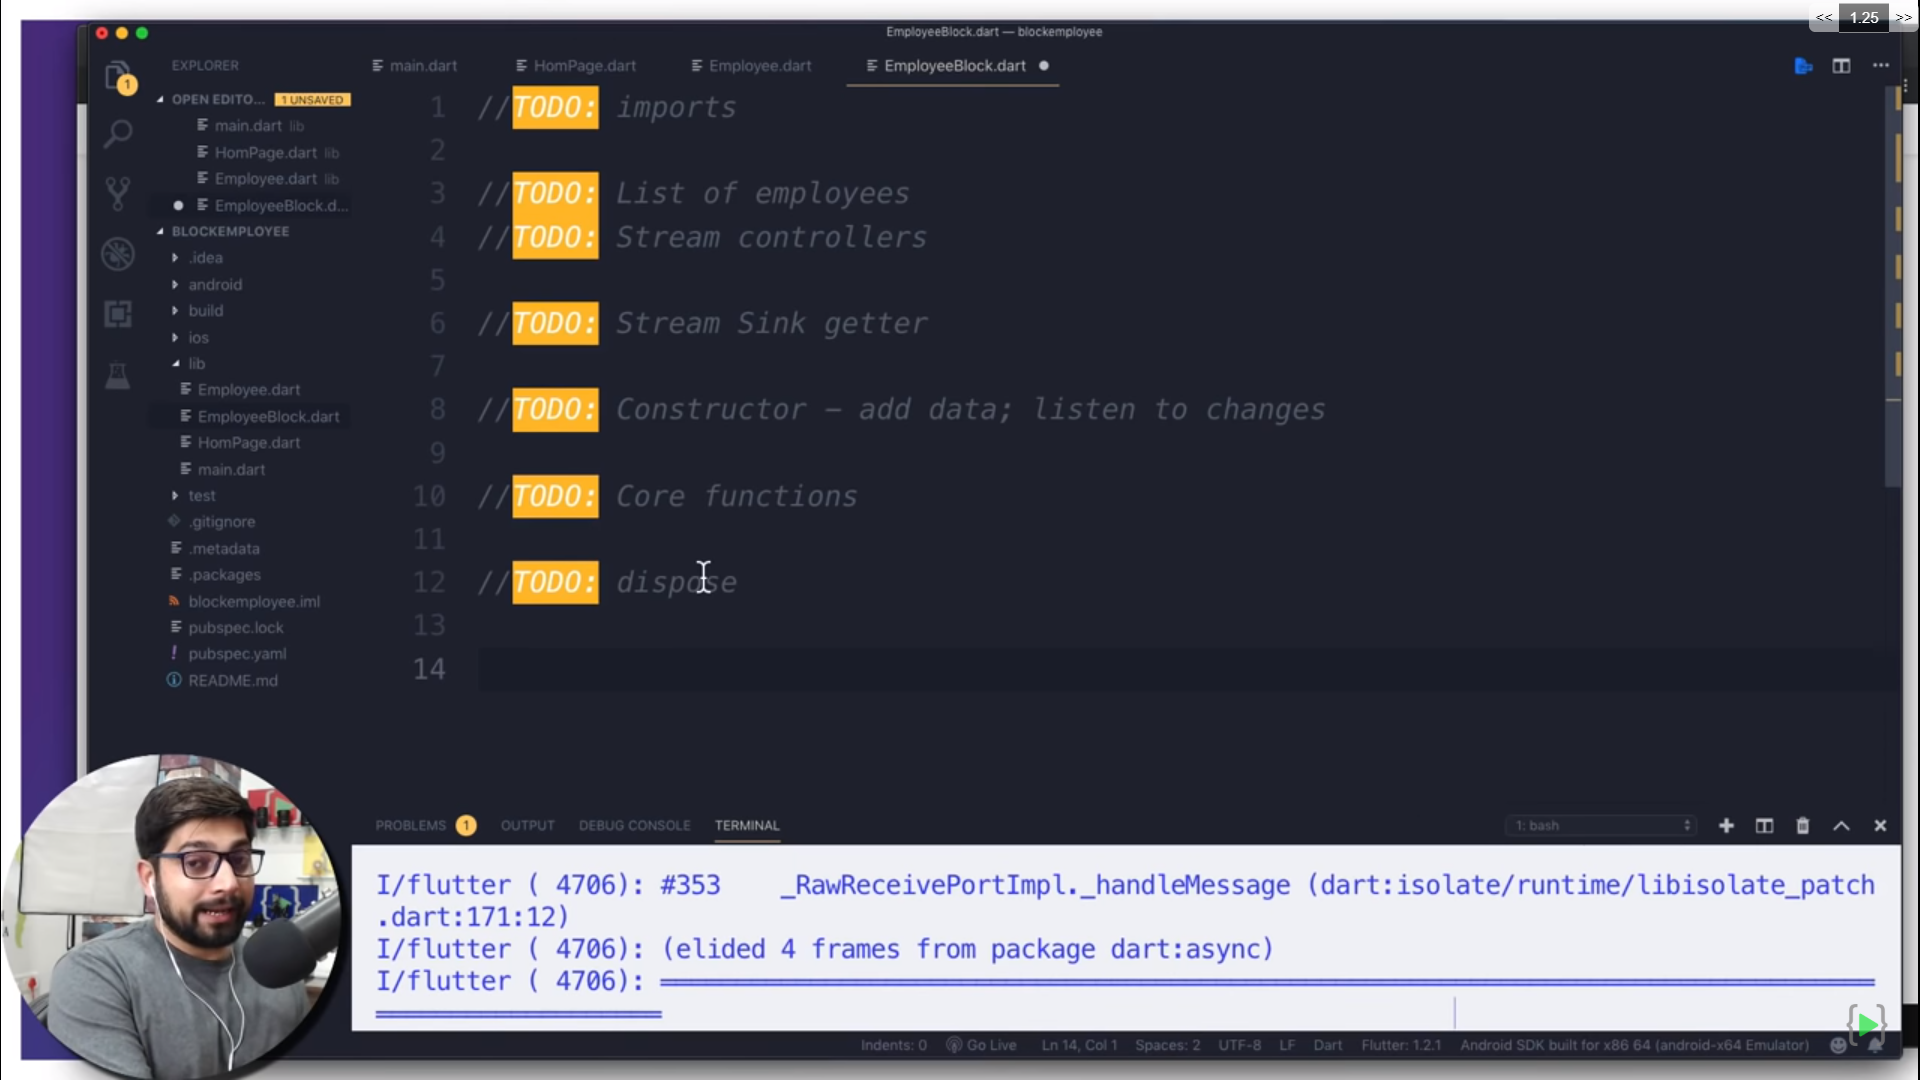 << 1.25 >>
EmployeeBlock.dart — blockemployee
EXPLORER
main.dart
HomPage.dart
Employee.dart
EmployeeBlock.dart
1
OPEN EDITO... 1 UNSAVED
main.dart lib
HomPage.dart lib
Employee.dart lib
EmployeeBlock.d...
BLOCKEMPLOYEE
.idea
android
build
ios
lib
Employee.dart
EmployeeBlock.dart
HomPage.dart
main.dart
test
.gitignore
.metadata
.packages
blockemployee.iml
pubspec.lock
! pubspec.yaml
README.md
1 //TODO: imports
2
3 //TODO: List of employees
4 //TODO: Stream controllers
5
6 //TODO: Stream Sink getter
7
8 //TODO: Constructor – add data; listen to changes
9
10 //TODO: Core functions
11
12 //TODO: dispose
13
14
PROBLEMS 1 OUTPUT DEBUG CONSOLE TERMINAL
1: bash
I/flutter ( 4706): #353 _RawReceivePortImpl._handleMessage (dart:isolate/runtime/libisolate_patch
.dart:171:12)
I/flutter ( 4706): (elided 4 frames from package dart:async)
I/flutter ( 4706): ════════════════════════════════════════
════════════════════
Indents: 0 Go Live Ln 14, Col 1 Spaces: 2 UTF-8 LF Dart Flutter: 1.2.1 Android SDK built for x86 64 (android-x64 Emulator)